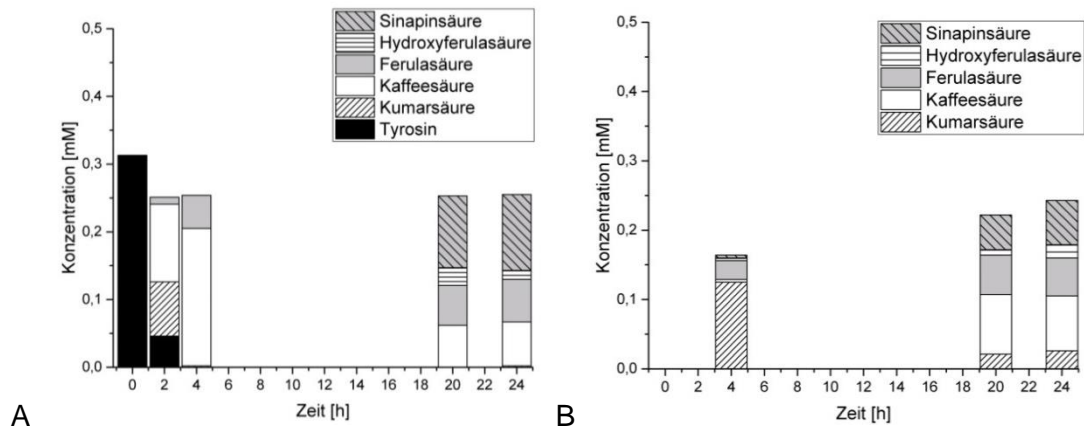 0,5
0,4
0,3
0,2
0,1
0,0
Konzentration [mM]
Sinapinsäure
Hydroxyferulasäure
Ferulasäure
Kaffeesäure
Kumarsäure
Tyrosin
0 2 4 6 8 10 12 14 16 18 20 22 24
Zeit [h]
A
0,5
0,4
0,3
0,2
0,1
0,0
Konzentration [mM]
Sinapinsäure
Hydroxyferulasäure
Ferulasäure
Kaffeesäure
Kumarsäure
0 2 4 6 8 10 12 14 16 18 20 22 24
Zeit [h]
B